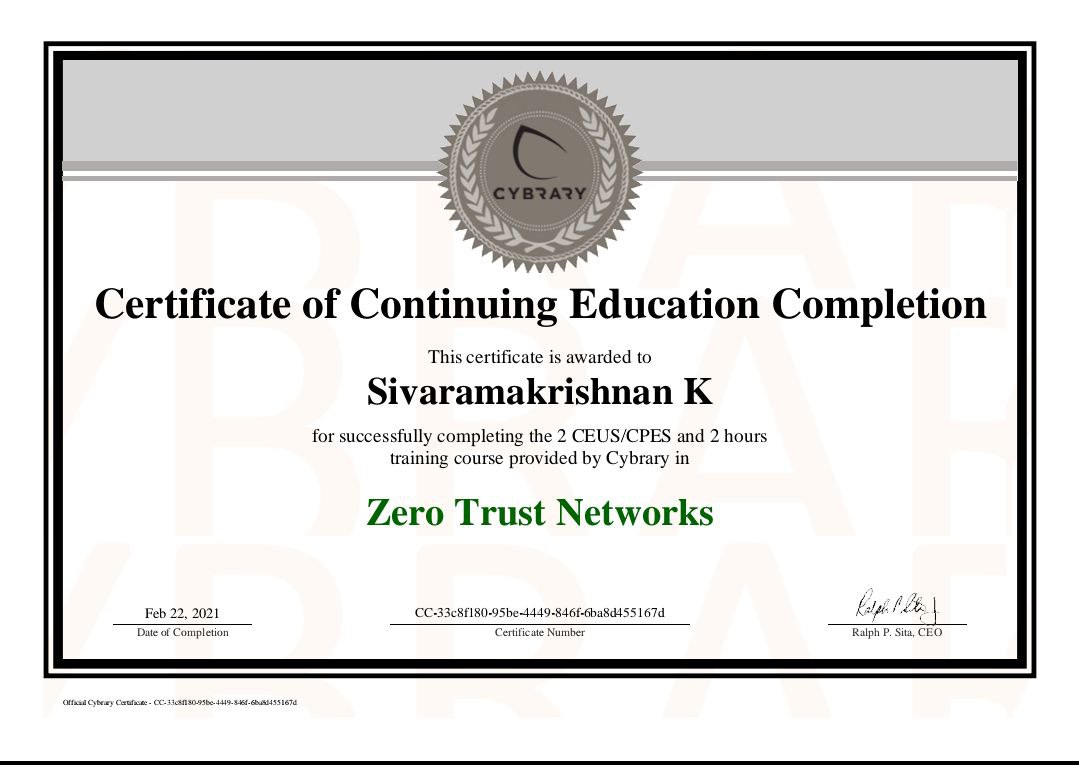 CYBRARY
Certificate of Continuing Education Completion
This certificate is awarded to
Sivaramakrishnan K
for successfully completing the 2 CEUS/CPES and 2 hours
training course provided by Cybrary in
Zero Trust Networks
Feb 22, 2021
Date of Completion
CC-33c8f180-95be-4449-846f-6ba8d455167d
Certificate Number
Ralph P. Sita, CEO
Official Cybrary Certificate - CC-33c8f180-95be-4449-846f-6ba8d455167d